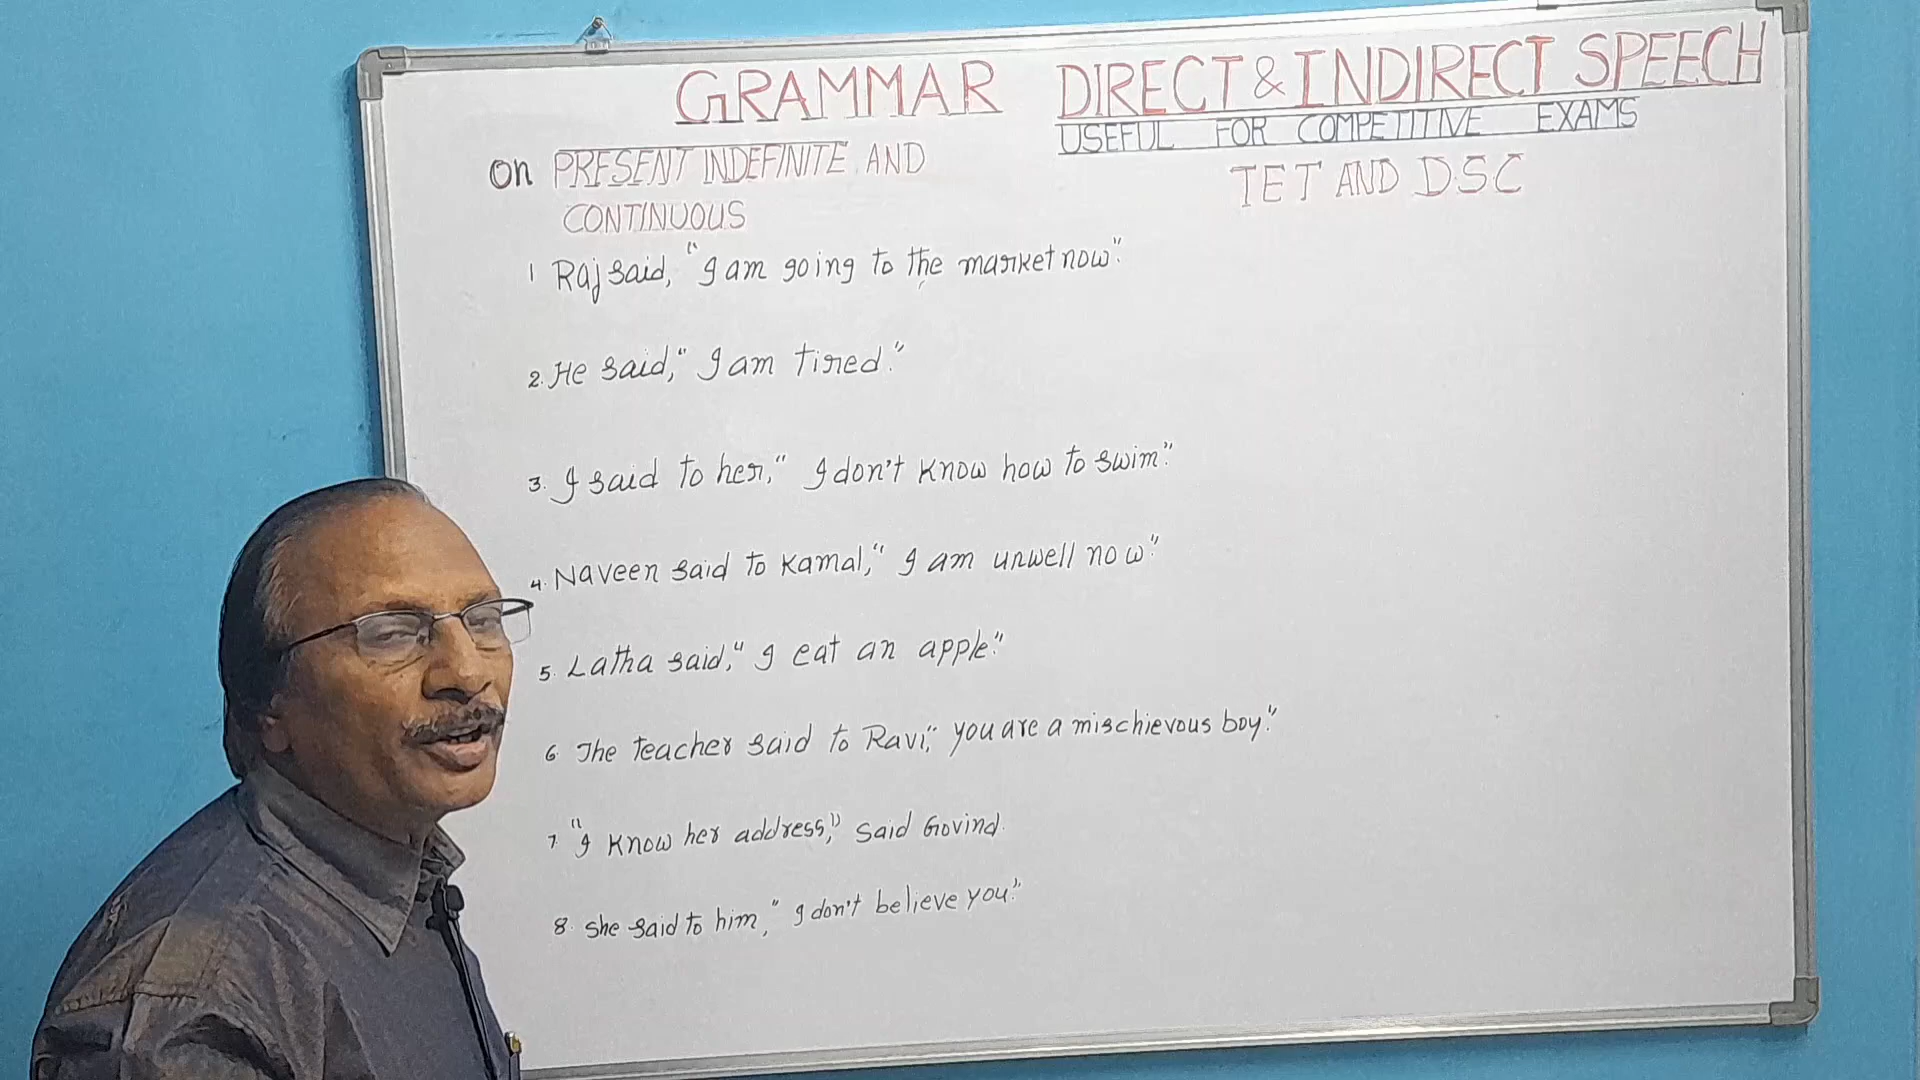 GRAMMAR DIRECT & INDIRECT SPEECH
USEFUL FOR COMPETITIVE EXAMS
On PRESENT INDEFINITE AND
TET AND DSC
CONTINUOUS
1 Raj said, "I am going to the market now".
2. He said," I am tired."
3. I said to her," I don't know how to swim."
4. Naveen said to Kamal," I am unwell now"
5. Latha said," I eat an apple."
6 The teacher said to Ravi," you are a mischievous boy."
7 "I know her address," said Govind.
8. She said to him," I don't believe you."